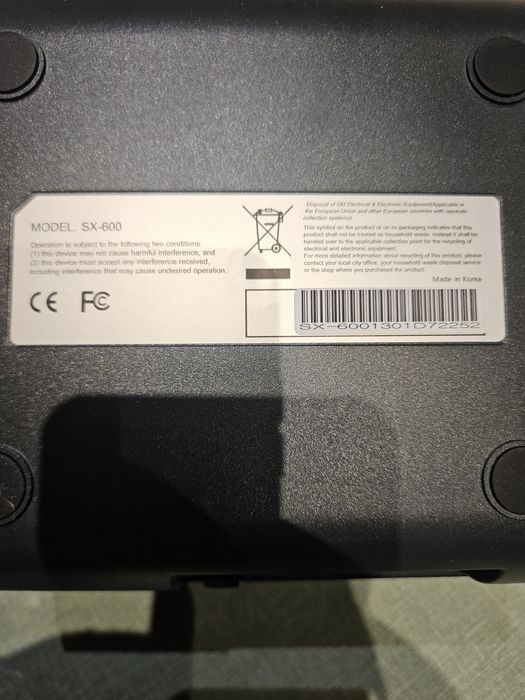 MODEL: SX-600
Operation is subject to the following two conditions:
(1) this device may not cause harmful interference, and
(2) this device must accept any interference received,
including interference that may cause undesired operation.
CE FC
Disposal of Old Electrical & Electronic Equipment(Applicable in
the European Union and other European countries with separate
collection systems)
This symbol on the product or on its packaging indicates that this
product shall not be treated as household waste. Instead it shall be
handed over to the applicable collection point for the recycling of
electrical and electronic equipment.
For more detailed information about recycling of this product, please
contact your local city office, your household waste disposal service
or the shop where you purchased the product.
Made in Korea
SX-6001301D72252